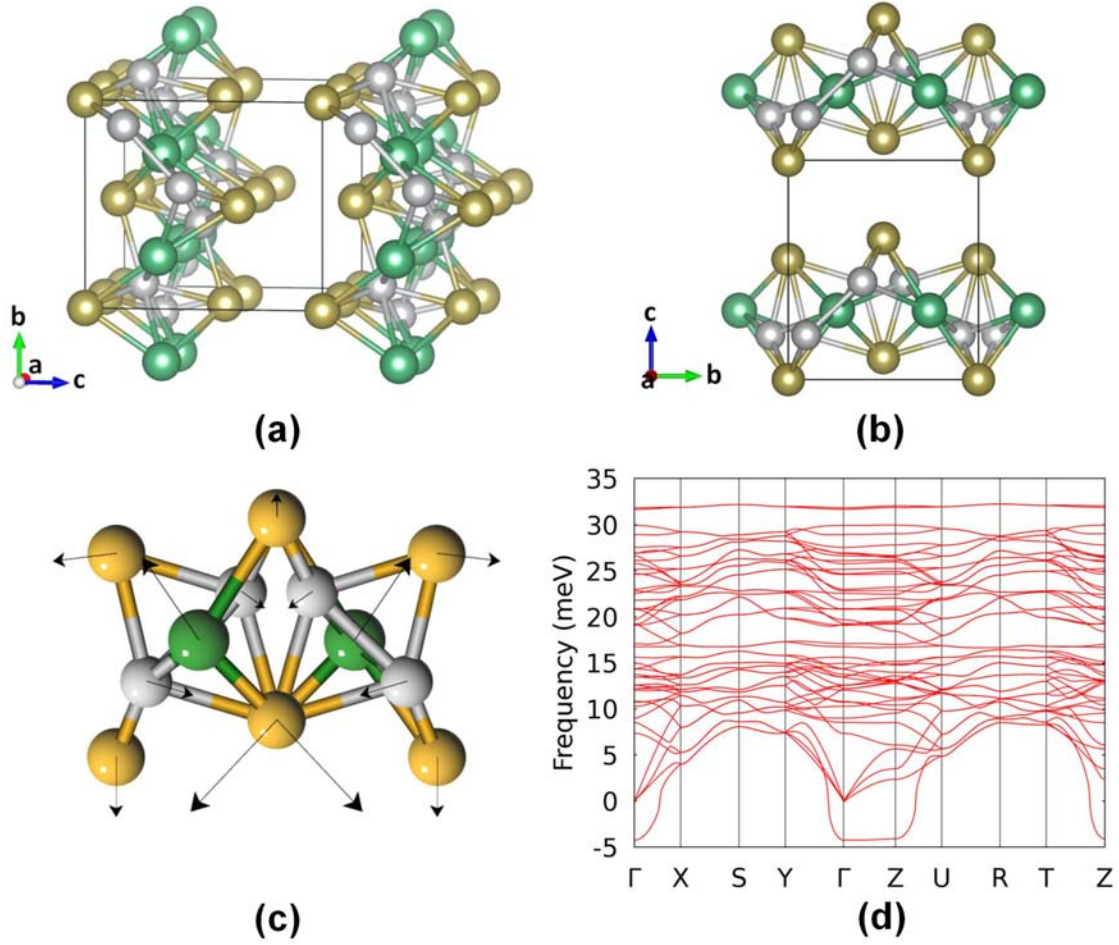 b
a
c
(a)
c
a
b
(b)
(c)
Frequency (meV)
35
30
25
20
15
10
5
0
-5
Γ X S Y Γ Z U R T Z
(d)